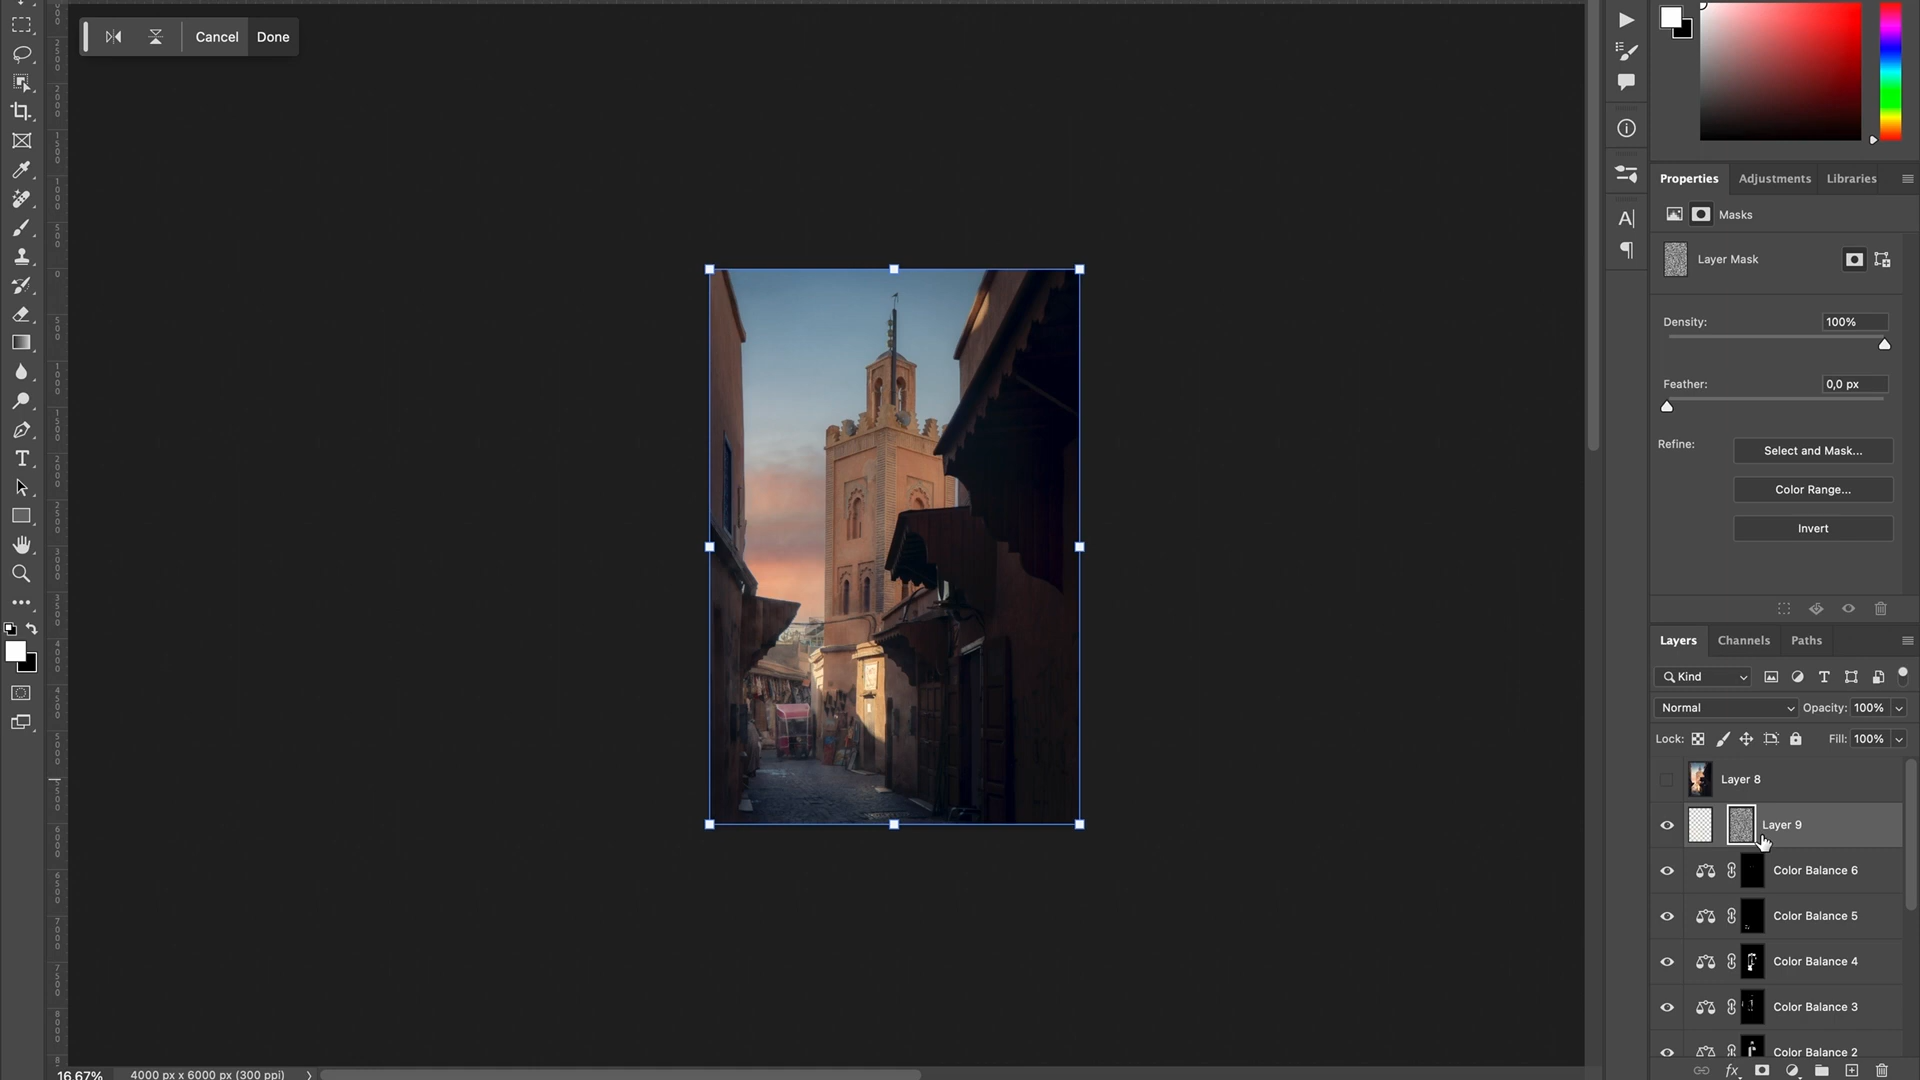 Cancel Done
Properties Adjustments Libraries
Masks
Layer Mask
Density: 100%
Feather: 0,0 px
Refine: Select and Mask...
Color Range...
Invert
Layers Channels Paths
Kind
Normal Opacity: 100%
Lock: Fill: 100%
Layer 8
Layer 9
Color Balance 6
Color Balance 5
Color Balance 4
Color Balance 3
Color Balance 2
fx
16.67% 4000 px x 6000 px (300 ppi)